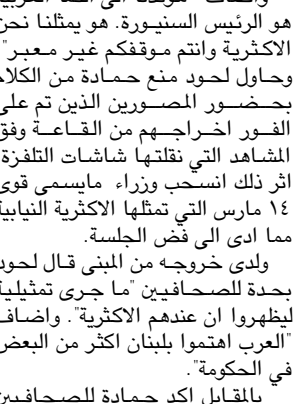 هو الرئيس السنيورة. هو يمثلنا نحن
الاكثرية وانتم موقفكم غير معبر"
وحاول لحود منع حمادة من الكلا
بحضور المصورين الذين تم على
الفور اخراجهم من القاعة وفق
المشاهد التي نقلتها شاشات التلفزة.
اثر ذلك انسحب وزراء مايسمى قوى
١٤ مارس التي تمثلها الاكثرية النيابية
مما ادى الى فض الجلسة.
ولدى خروجه من المبنى قال لحود
بحدة للصحافيين "ما جرى تمثيلية
ليظهروا ان عندهم الاكثرية". واضاف
"العرب اهتموا بلبنان اكثر من البعض
في الحكومة".
بالمقابل اكد حمادة للصحافيين